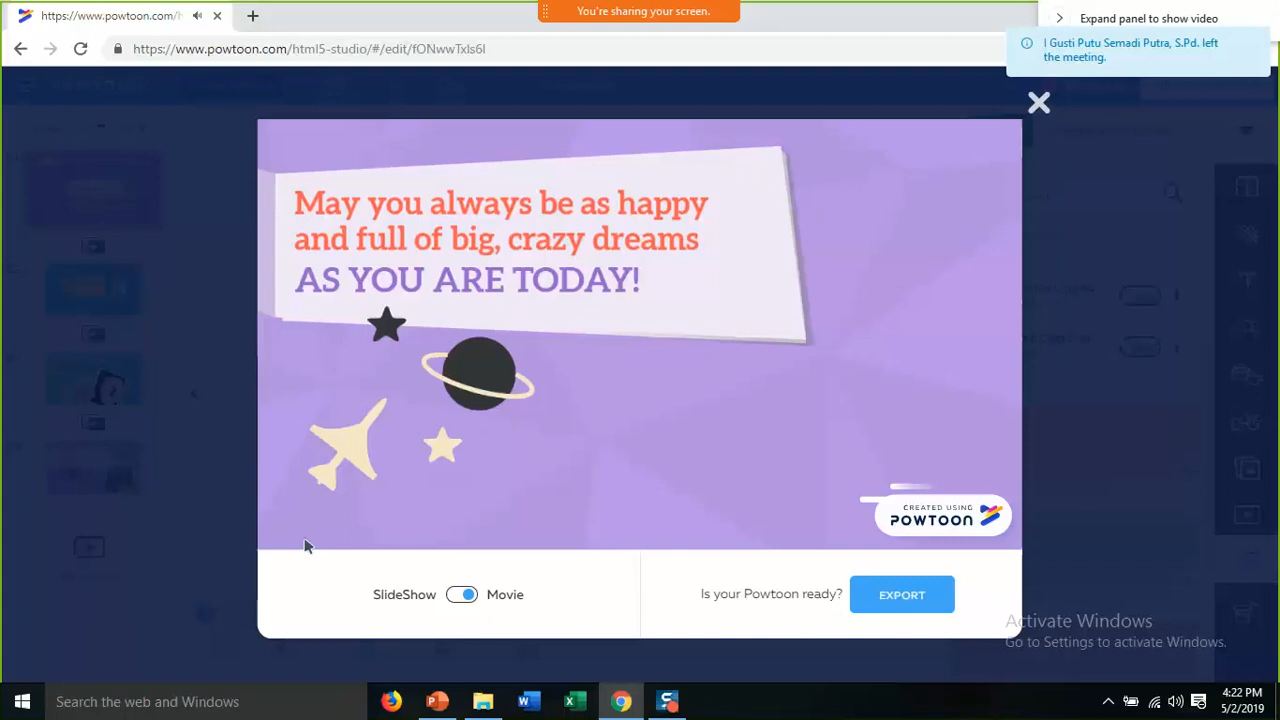 You're sharing your screen.
https://www.powtoon.com/h
Expand panel to show video
https://www.powtoon.com/html5-studio/#/edit/fONwwTxls6l
I Gusti Putu Semadi Putra, S.Pd. left
the meeting.
May you always be as happy
and full of big, crazy dreams
AS YOU ARE TODAY!
CREATED USING
POWTOON
SlideShow
Movie
Is your Powtoon ready?
EXPORT
Activate Windows
Go to Settings to activate Windows.
Search the web and Windows
4:22 PM
5/2/2019